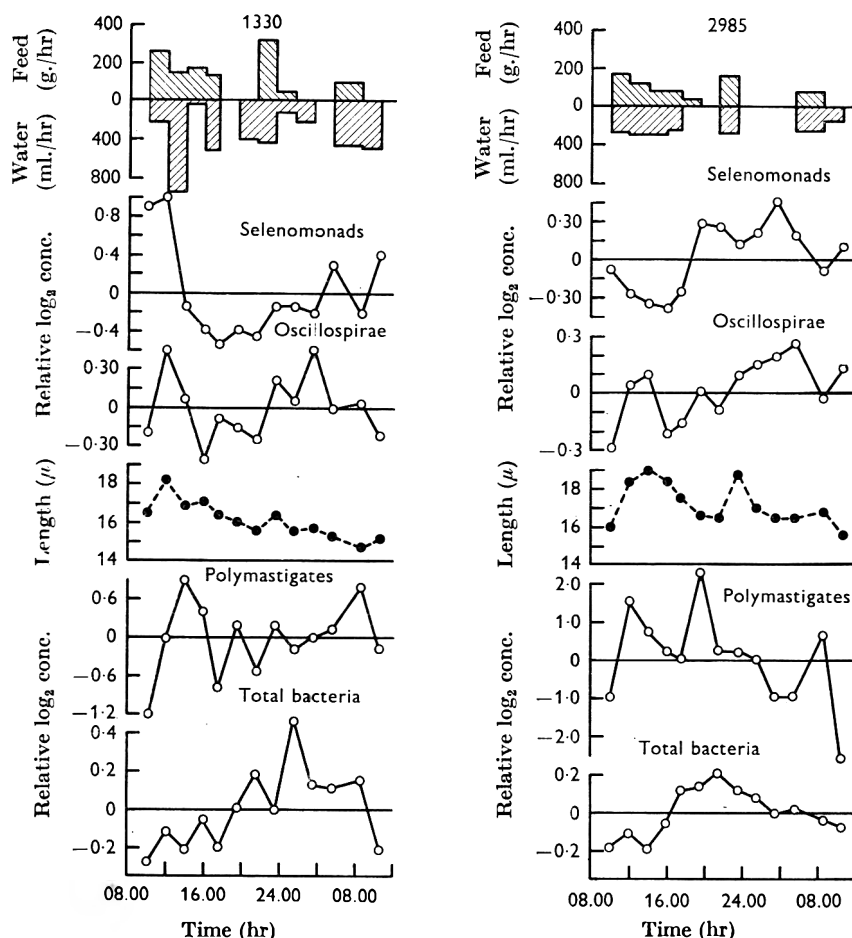 1330
Feed (g./hr)
400
200
0
Water (ml./hr)
400
800
Selenomonads
0·8
0·4
0
−0·4
Relative log₂ conc.
Oscillospirae
0·30
0
−0·30
Length (μ)
18
16
14
Polymastigates
0·6
0
−0·6
−1·2
Relative log₂ conc.
Total bacteria
0·4
0·2
0
−0·2
08.00 16.00 24.00 08.00
Time (hr)
2985
Feed (g./hr)
400
200
0
Water (ml./hr)
400
800
Selenomonads
0·30
0
−0·30
Relative log₂ conc.
Oscillospirae
0·3
0
−0·3
Length (μ)
18
16
14
Polymastigates
2·0
1·0
0
−1·0
−2·0
Relative log₂ conc.
Total bacteria
0·2
0
−0·2
08.00 16.00 24.00 08.00
Time (hr)